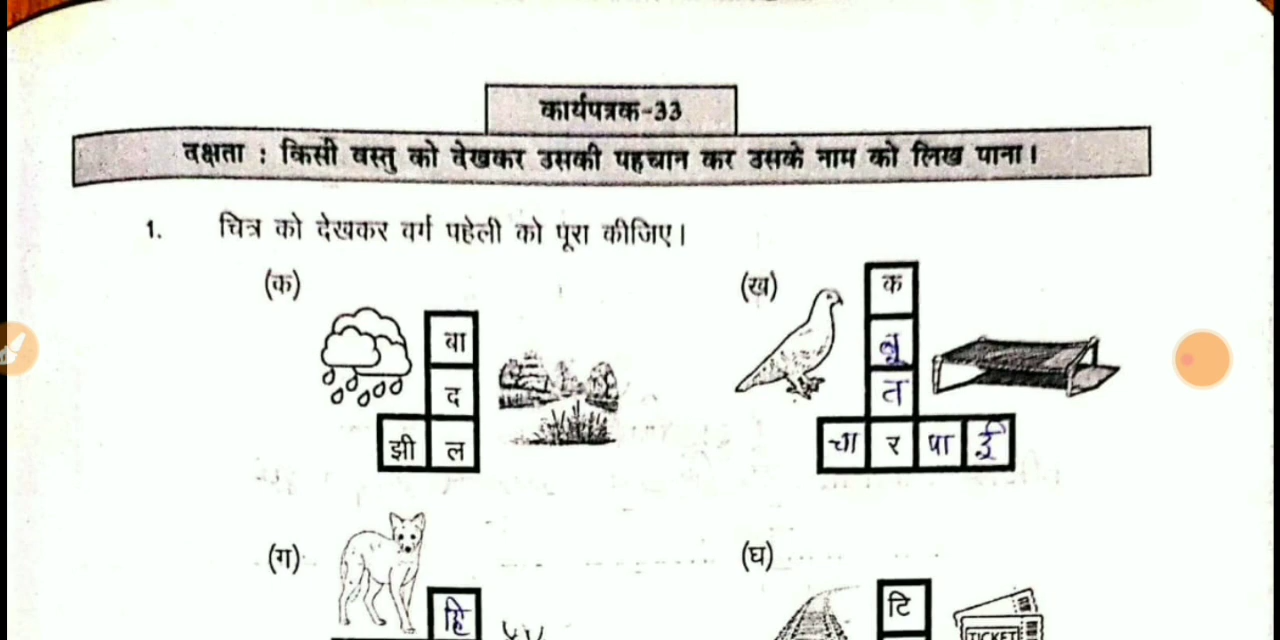 कार्यपत्रक-33
दक्षता : किसी वस्तु को देखकर उसकी पहचान कर उसके नाम को लिख पाना।
1. चित्र को देखकर वर्ग पहेली को पूरा कीजिए।
(क)
बा
द
झी ल
(ख)
क
बू
त
चा र पा ई
(ग)
हि
(घ)
टि
TICKET